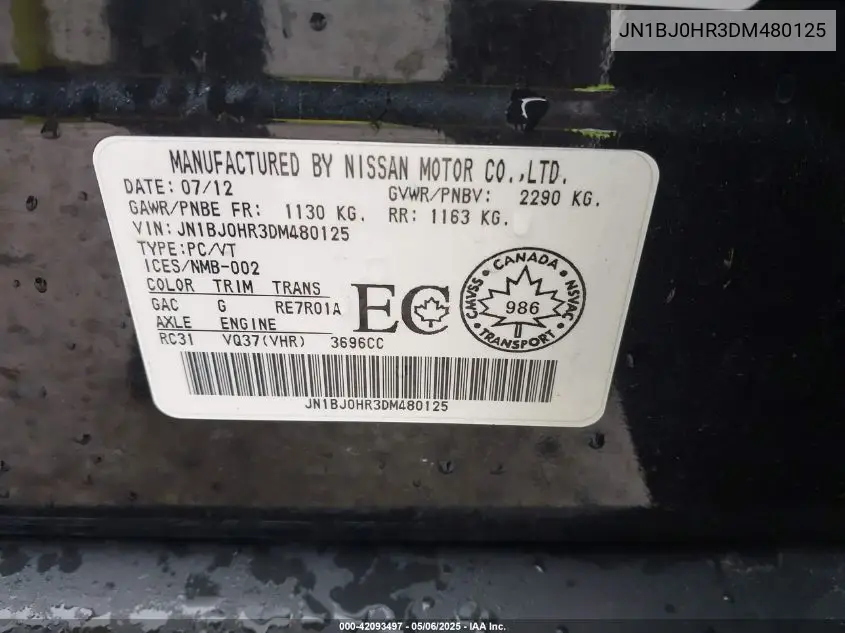 JN1BJ0HR3DM480125
MANUFACTURED BY NISSAN MOTOR CO.,LTD.
DATE: 07/12 GVWR/PNBV: 2290 KG.
GAWR/PNBE FR: 1130 KG. RR: 1163 KG.
VIN: JN1BJ0HR3DM480125
TYPE:PC/VT
ICES/NMB-002
COLOR TRIM TRANS
GAC G RE7R01A
AXLE ENGINE
RC31 VQ37(VHR) 3696CC
EC
CANADA
CMVSS 986 NSVAC
TRANSPORT
JN1BJ0HR3DM480125
000-42093497 - 05/06/2025 - IAA Inc.